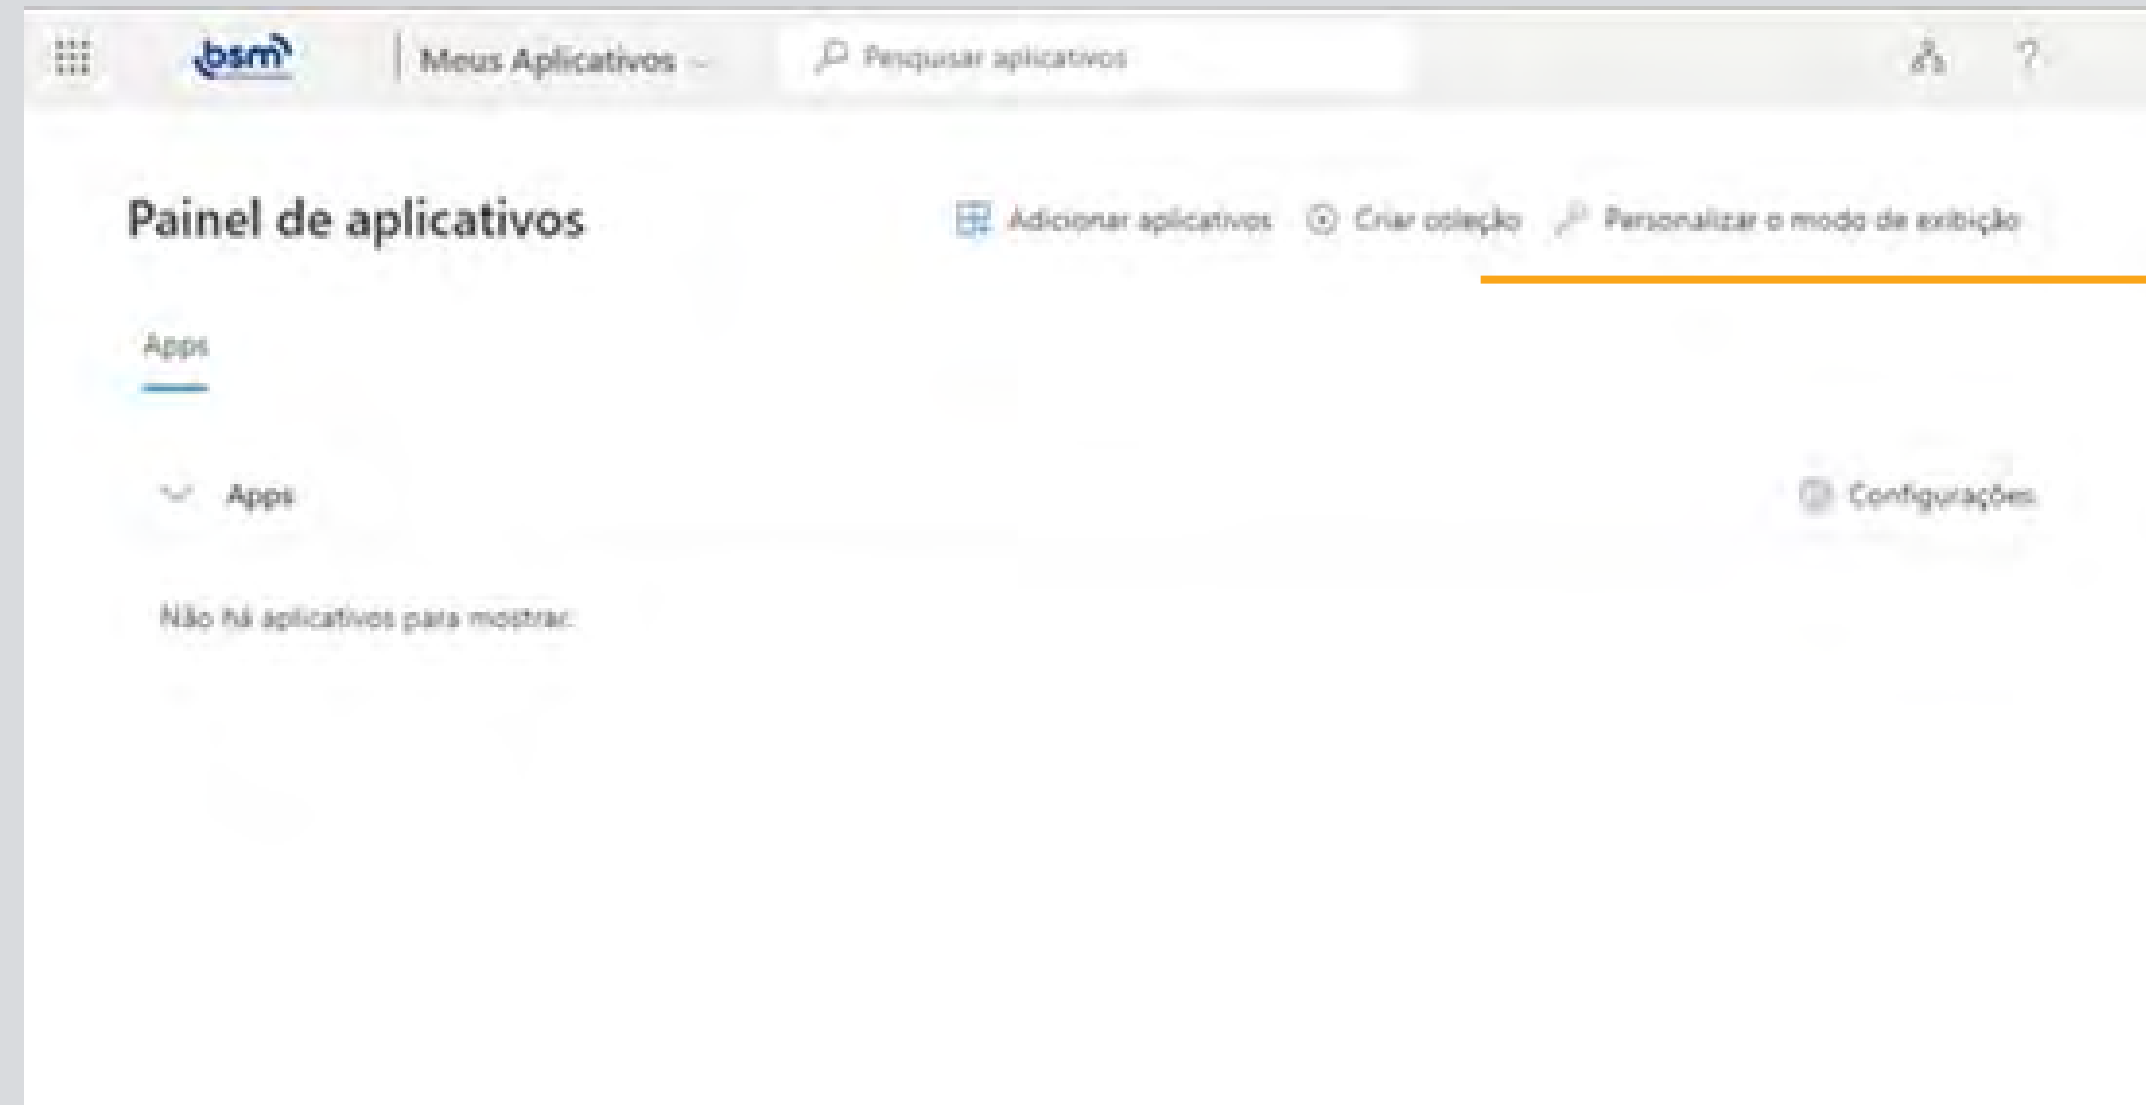 bsm
Meus Aplicativos
Pesquisar aplicativos
?
Painel de aplicativos
Adicionar aplicativos Criar coleção Personalizar o modo de exibição
Apps
Apps
Configurações
Não há aplicativos para mostrar.